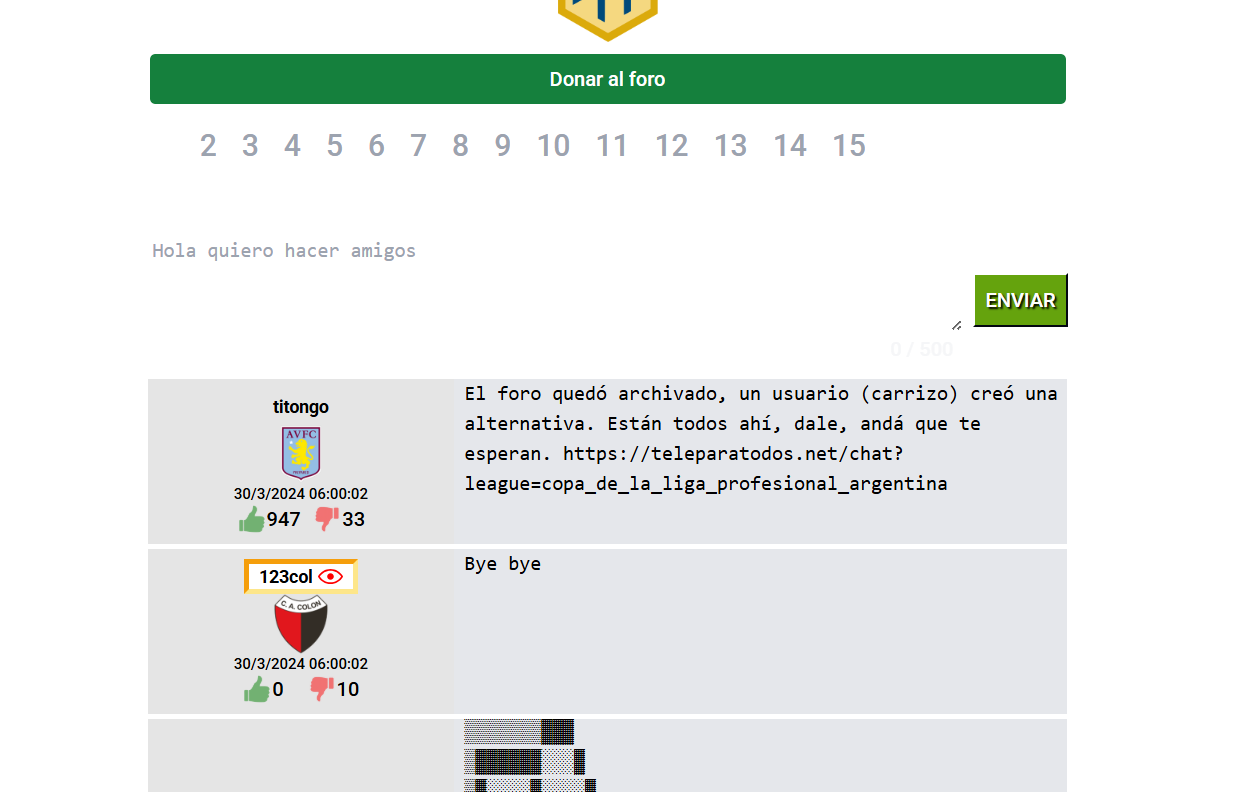 Donar al foro
2 3 4 5 6 7 8 9 10 11 12 13 14 15
Hola quiero hacer amigos
ENVIAR
0 / 500
titongo
AVFC
30/3/2024 06:00:02
947 33
El foro quedó archivado, un usuario (carrizo) creó una
alternativa. Están todos ahí, dale, andá que te
esperan. https://teleparatodos.net/chat?
league=copa_de_la_liga_profesional_argentina
123col
C. A. COLON
30/3/2024 06:00:02
0 10
Bye bye